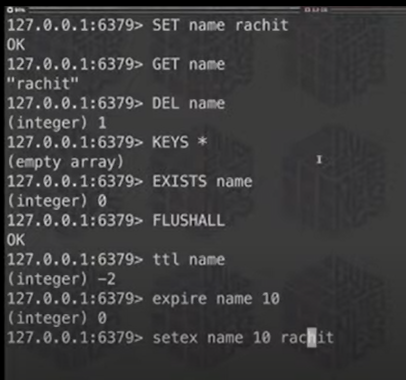 127.0.0.1:6379> SET name rachit
OK
127.0.0.1:6379> GET name
"rachit"
127.0.0.1:6379> DEL name
(integer) 1
127.0.0.1:6379> KEYS *
(empty array)
127.0.0.1:6379> EXISTS name
(integer) 0
127.0.0.1:6379> FLUSHALL
OK
127.0.0.1:6379> ttl name
(integer) -2
127.0.0.1:6379> expire name 10
(integer) 0
127.0.0.1:6379> setex name 10 rachit